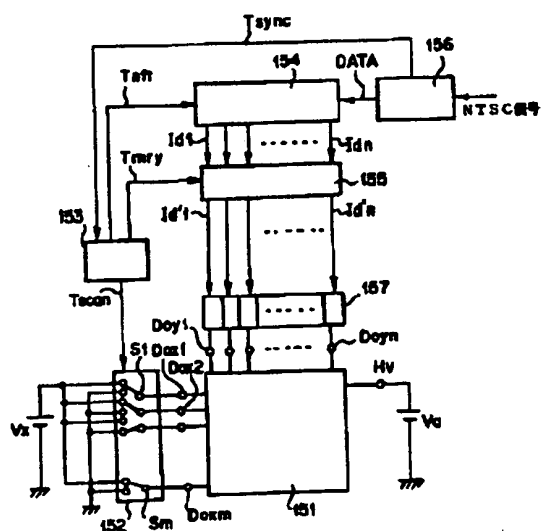 Tsync
156
154
DATA
Taft
NTSC信号
Id1
Idn
Tmry
155
Id'1
Id'n
153
Tscan
157
Doy1
Doyn
S1
Dox1
Dox2
Hv
Vx
Va
152
Sm
Doxm
151